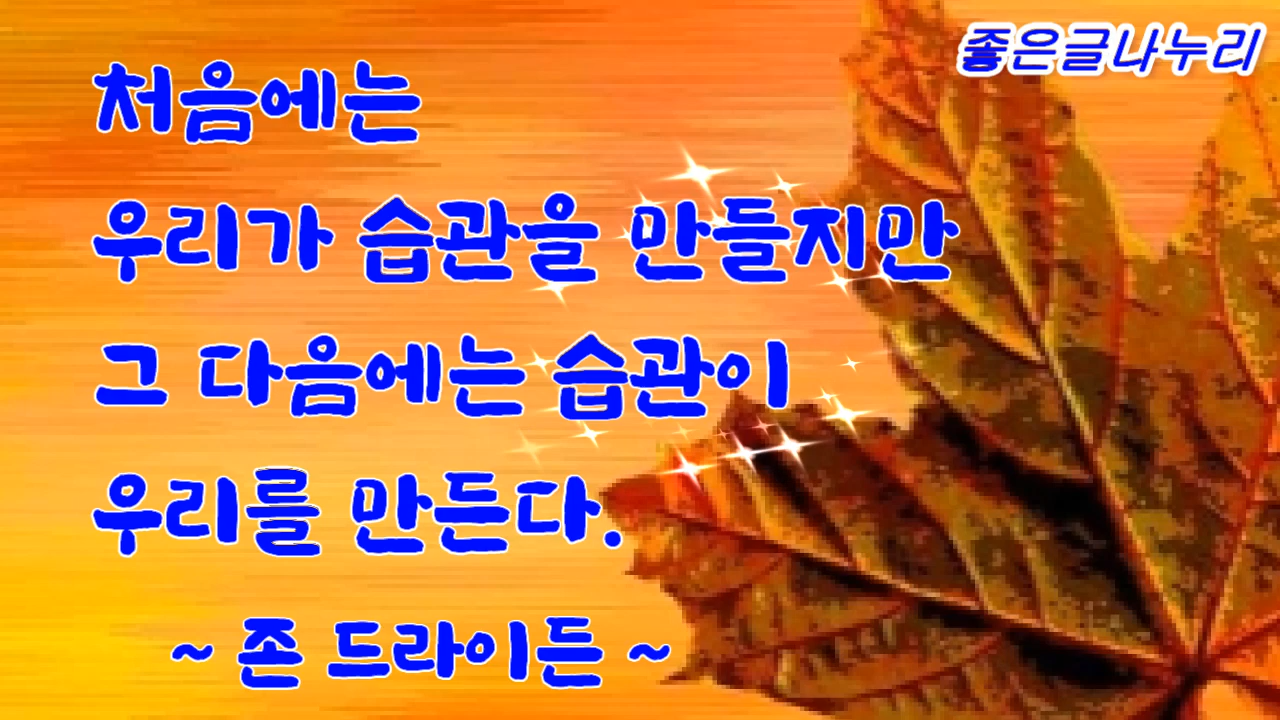 좋은글나누리
처음에는
우리가 습관을 만들지만
그 다음에는 습관이
우리를 만든다.
~ 존 드라이든 ~